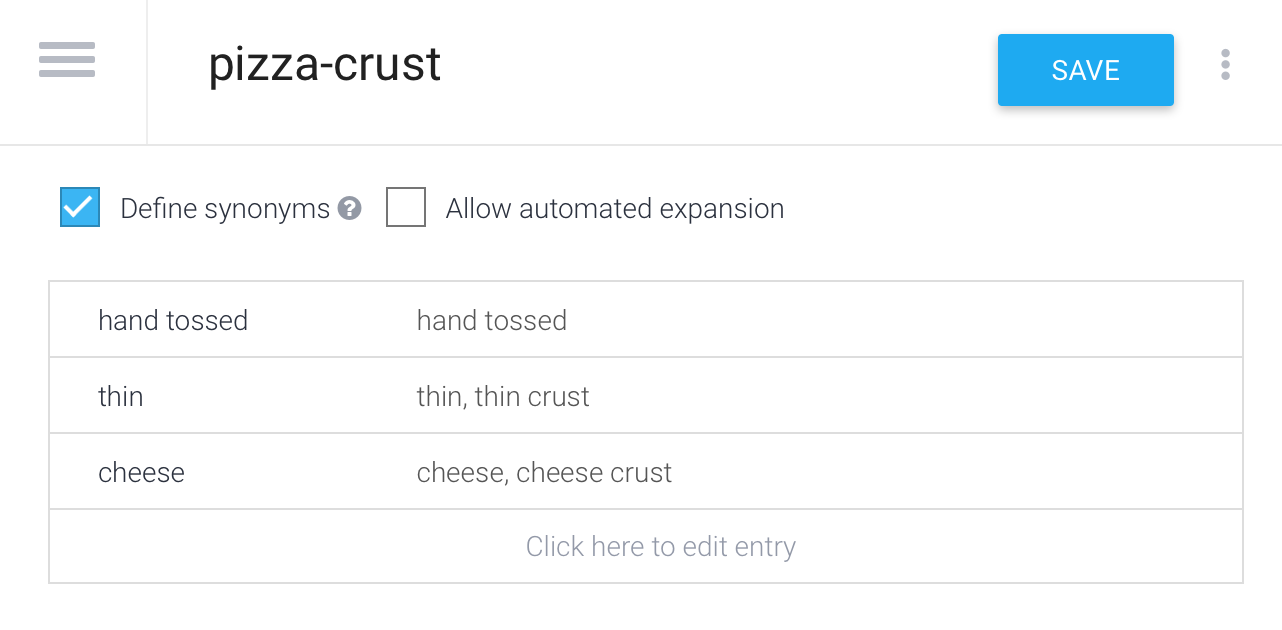 pizza-crust
SAVE
Define synonyms ? Allow automated expansion
hand tossed hand tossed
thin thin, thin crust
cheese cheese, cheese crust
Click here to edit entry